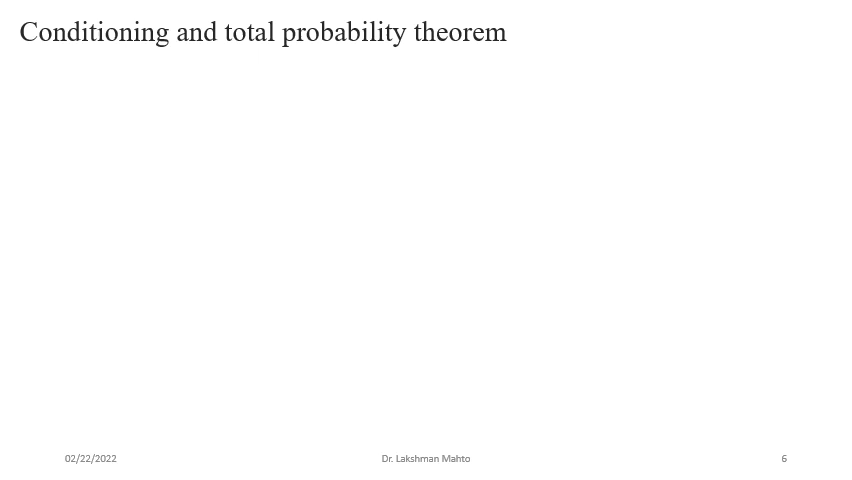 Conditioning and total probability theorem
02/22/2022
Dr. Lakshman Mahto
6